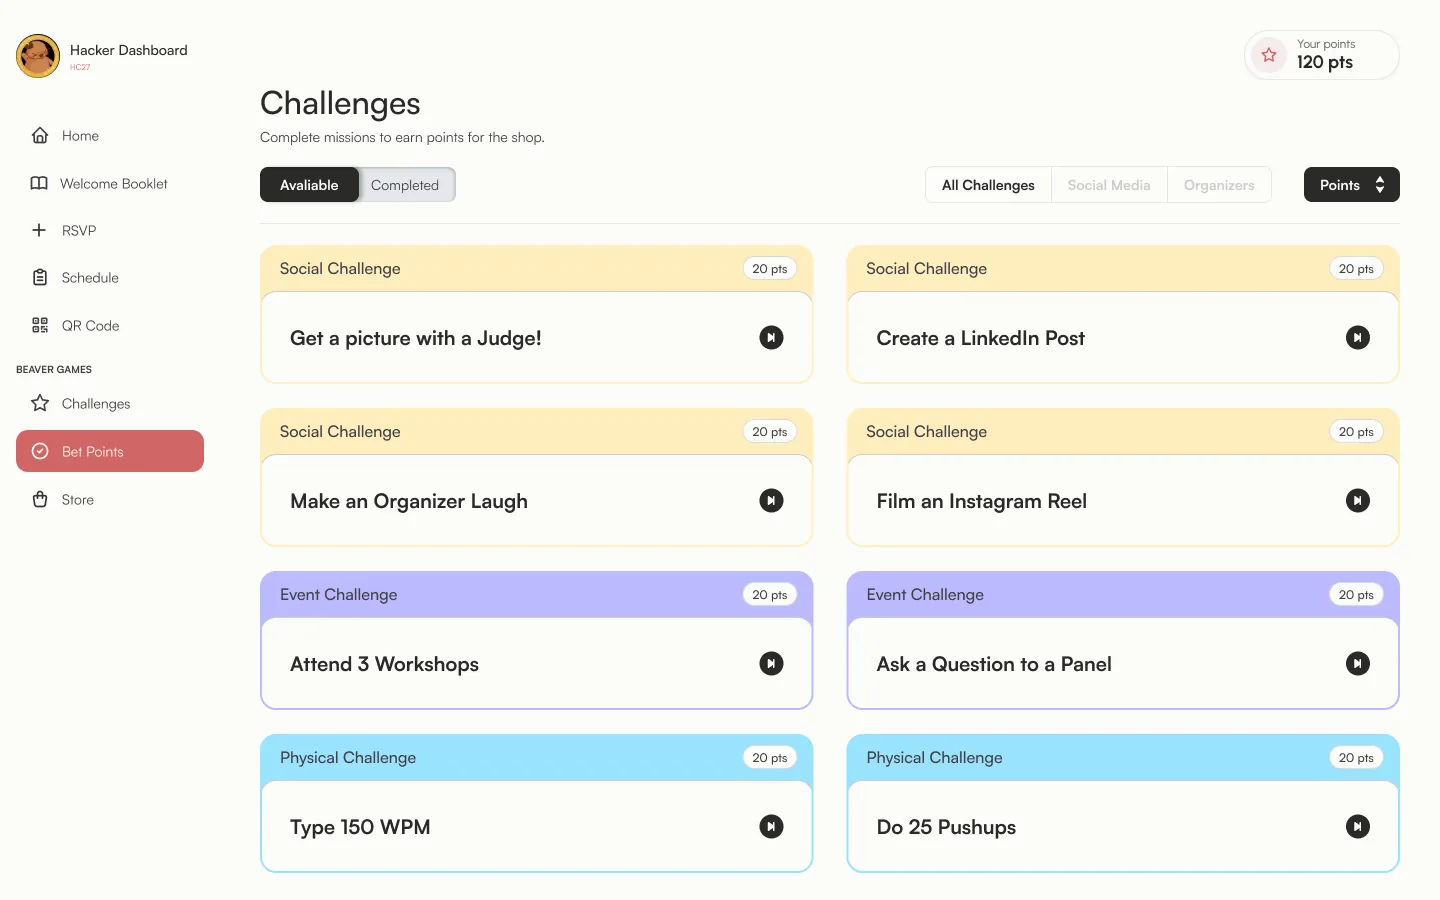 Hacker Dashboard
HC27
Home
Welcome Booklet
RSVP
Schedule
QR Code
BEAVER GAMES
Challenges
Bet Points
Store
Your points
120 pts
Challenges
Complete missions to earn points for the shop.
Avaliable
Completed
All Challenges
Social Media
Organizers
Points
Social Challenge
20 pts
Get a picture with a Judge!
Social Challenge
20 pts
Create a LinkedIn Post
Social Challenge
20 pts
Make an Organizer Laugh
Social Challenge
20 pts
Film an Instagram Reel
Event Challenge
20 pts
Attend 3 Workshops
Event Challenge
20 pts
Ask a Question to a Panel
Physical Challenge
20 pts
Type 150 WPM
Physical Challenge
20 pts
Do 25 Pushups